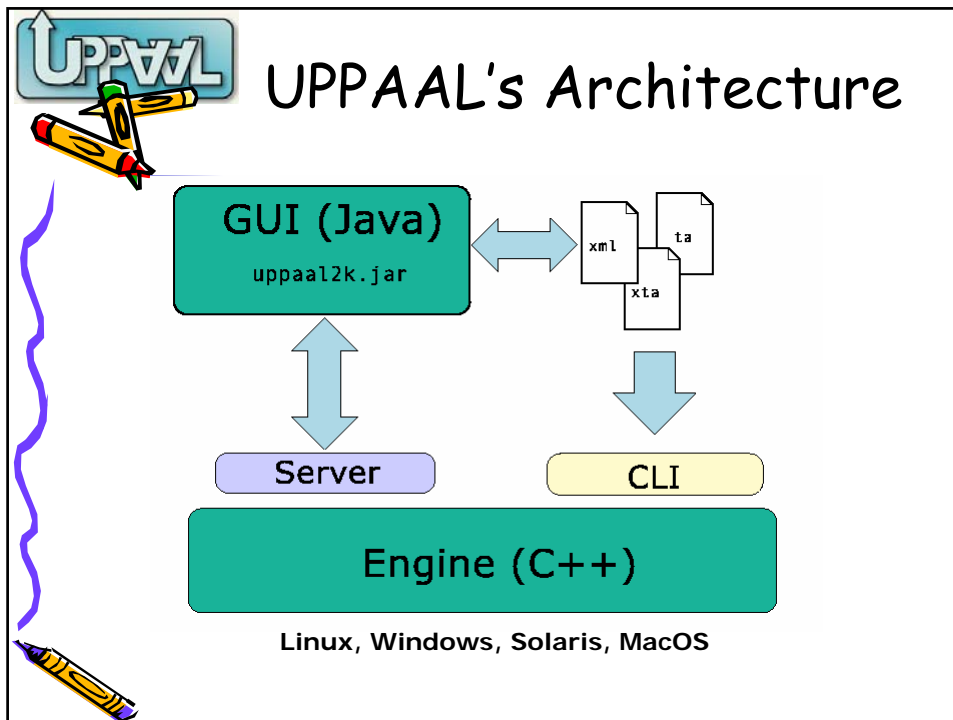 UPPAAL
UPPAAL's Architecture
GUI (Java)
uppaal2k.jar
xml
ta
xta
Server
CLI
Engine (C++)
Linux, Windows, Solaris, MacOS